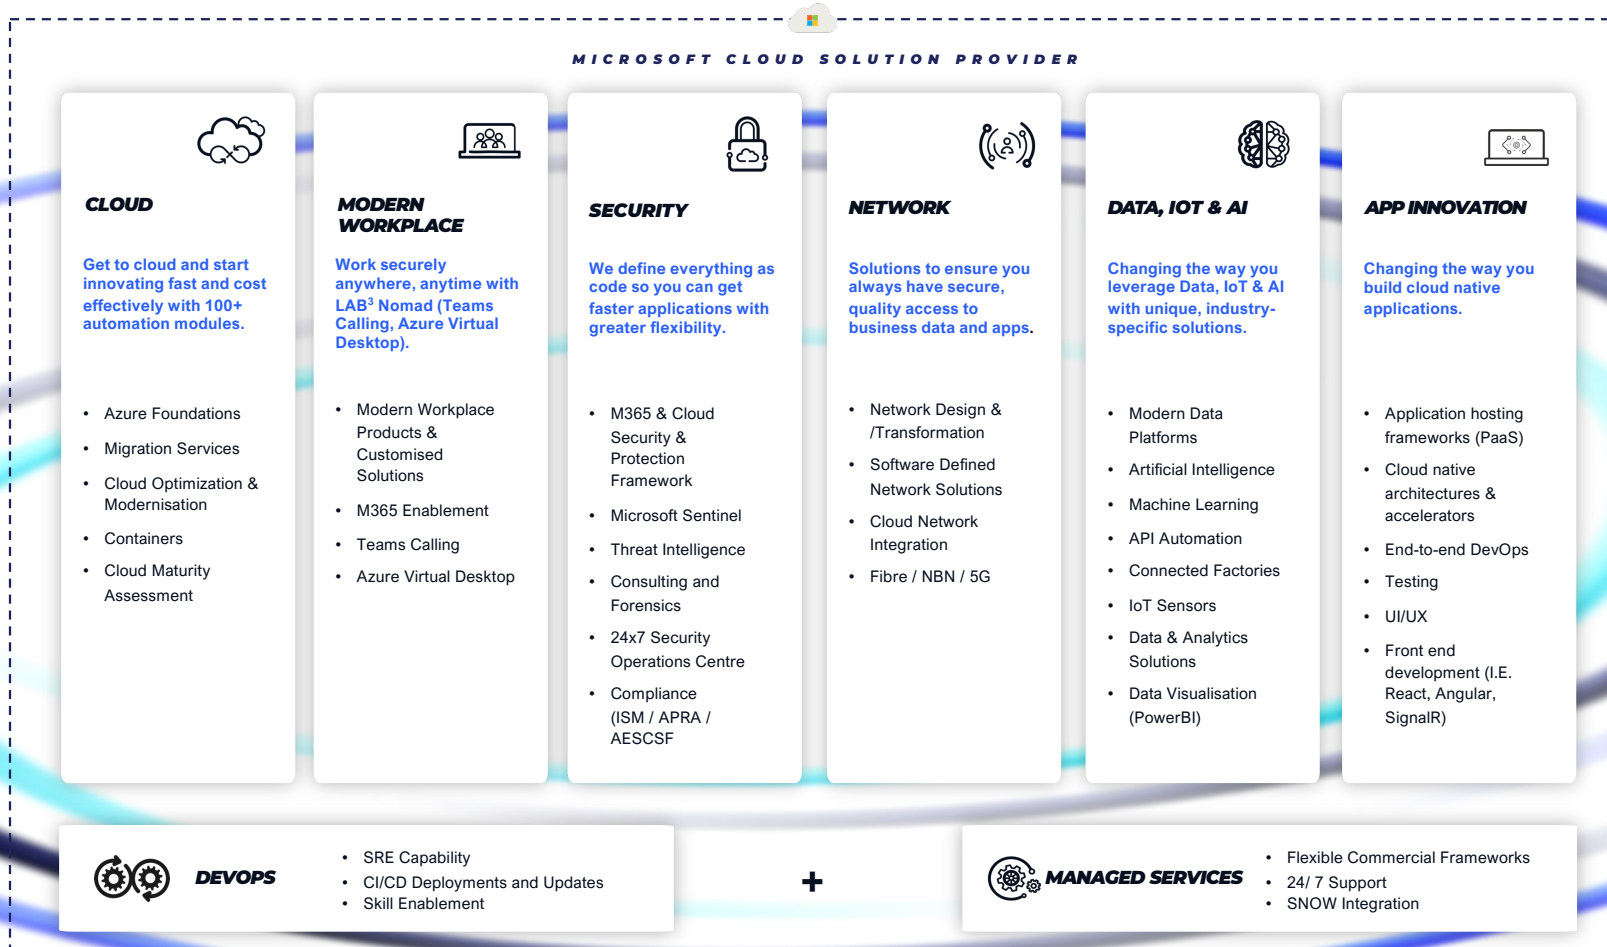 MICROSOFT CLOUD SOLUTION PROVIDER
CLOUD
Get to cloud and start
innovating fast and cost
effectively with 100+
automation modules.
• Azure Foundations
• Migration Services
• Cloud Optimization &
Modernisation
• Containers
• Cloud Maturity
Assessment
MODERN
WORKPLACE
Work securely
anywhere, anytime with
LAB³ Nomad (Teams
Calling, Azure Virtual
Desktop).
• Modern Workplace
Products &
Customised
Solutions
• M365 Enablement
• Teams Calling
• Azure Virtual Desktop
SECURITY
We define everything as
code so you can get
faster applications with
greater flexibility.
• M365 & Cloud
Security &
Protection
Framework
• Microsoft Sentinel
• Threat Intelligence
• Consulting and
Forensics
• 24x7 Security
Operations Centre
• Compliance
(ISM / APRA /
AESCSF
NETWORK
Solutions to ensure you
always have secure,
quality access to
business data and apps.
• Network Design &
/Transformation
• Software Defined
Network Solutions
• Cloud Network
Integration
• Fibre / NBN / 5G
DATA, IOT & AI
Changing the way you
leverage Data, IoT & AI
with unique, industry-
specific solutions.
• Modern Data
Platforms
• Artificial Intelligence
• Machine Learning
• API Automation
• Connected Factories
• IoT Sensors
• Data & Analytics
Solutions
• Data Visualisation
(PowerBI)
APP INNOVATION
Changing the way you
build cloud native
applications.
• Application hosting
frameworks (PaaS)
• Cloud native
architectures &
accelerators
• End-to-end DevOps
• Testing
• UI/UX
• Front end
development (I.E.
React, Angular,
SignalR)
DEVOPS
• SRE Capability
• CI/CD Deployments and Updates
• Skill Enablement
+
MANAGED SERVICES
• Flexible Commercial Frameworks
• 24/ 7 Support
• SNOW Integration